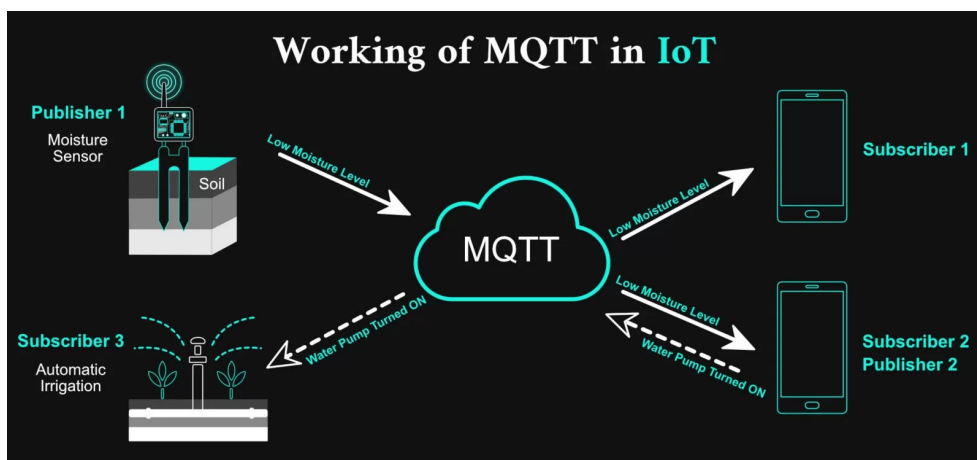 Working of MQTT in IoT
Publisher 1
Moisture
Sensor
Soil
Low Moisture Level
MQTT
Low Moisture Level
Subscriber 1
Low Moisture Level
Water Pump Turned ON
Subscriber 2
Publisher 2
Water Pump Turned ON
Subscriber 3
Automatic
Irrigation